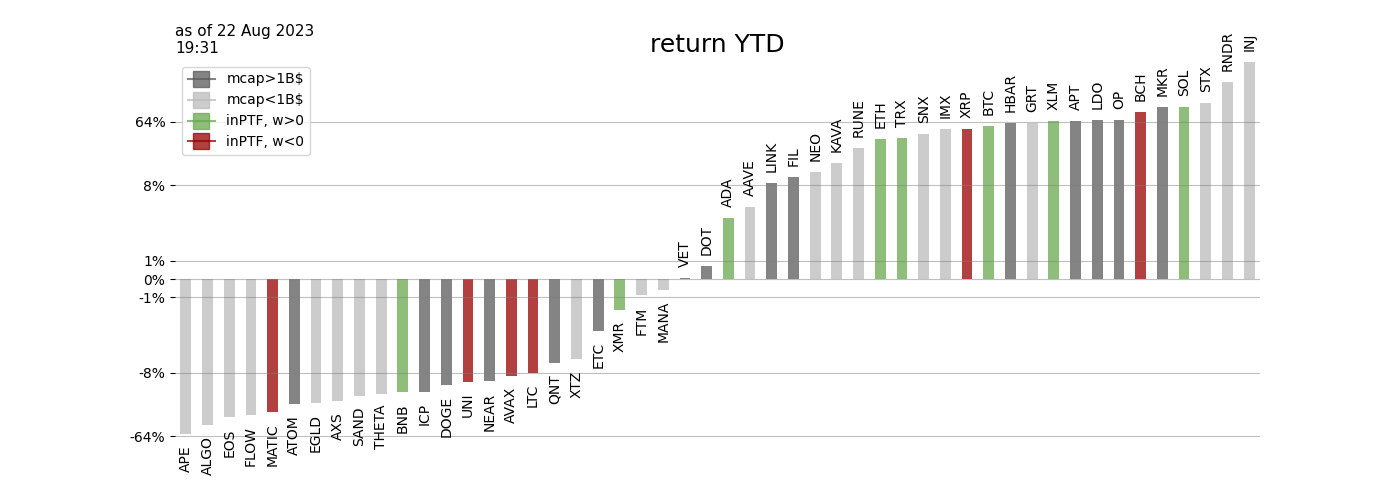 as of 22 Aug 2023
19:31
return YTD
mcap>1B$
mcap<1B$
inPTF, w>0
inPTF, w<0
64%
8%
1%
0%
-1%
-8%
-64%
APE
ALGO
EOS
FLOW
MATIC
ATOM
EGLD
AXS
SAND
THETA
BNB
ICP
DOGE
UNI
NEAR
AVAX
LTC
QNT
XTZ
ETC
XMR
FTM
MANA
VET
DOT
ADA
AAVE
LINK
FIL
NEO
KAVA
RUNE
ETH
TRX
SNX
IMX
XRP
BTC
HBAR
GRT
XLM
APT
LDO
OP
BCH
MKR
SOL
STX
RNDR
INJ